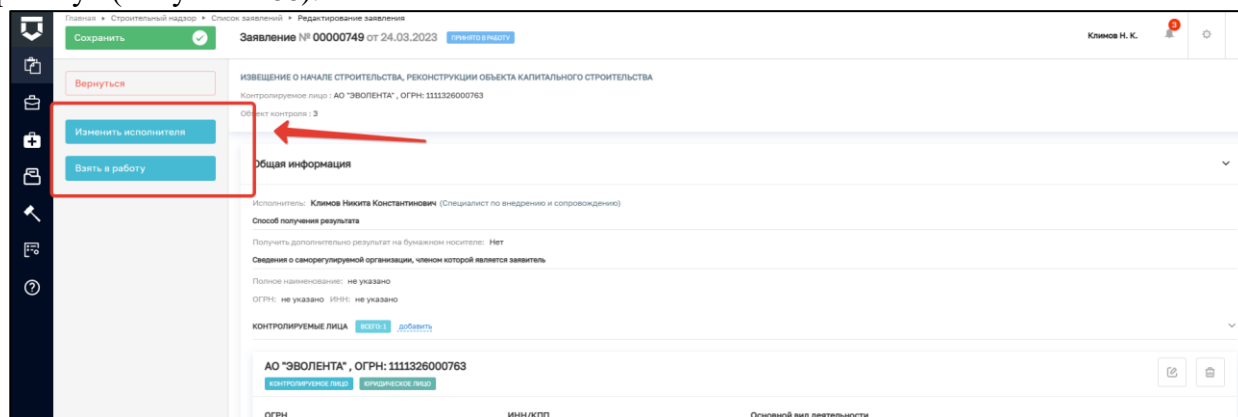 Главная ▸ Строительный надзор ▸ Список заявлений ▸ Редактирование заявления
Сохранить
Заявление № 00000749 от 24.03.2023 ПРИНЯТО В РАБОТУ
Климов Н. К.
3
Вернуться
ИЗВЕЩЕНИЕ О НАЧАЛЕ СТРОИТЕЛЬСТВА, РЕКОНСТРУКЦИИ ОБЪЕКТА КАПИТАЛЬНОГО СТРОИТЕЛЬСТВА
Контролируемое лицо : АО "ЭВОЛЕНТА" , ОГРН: 1111326000763
Объект контроля : 3
Изменить исполнителя
Взять в работу
Общая информация
Исполнитель: Климов Никита Константинович (Специалист по внедрению и сопровождению)
Способ получения результата
Получить дополнительно результат на бумажном носителе: Нет
Сведения о саморегулируемой организации, членом которой является заявитель
Полное наименование: не указано
ОГРН: не указано ИНН: не указано
КОНТРОЛИРУЕМЫЕ ЛИЦА ВСЕГО: 1 добавить
АО "ЭВОЛЕНТА" , ОГРН: 1111326000763
КОНТРОЛИРУЕМОЕ ЛИЦО ЮРИДИЧЕСКОЕ ЛИЦО
ОГРН ИНН/КПП Основной вид деятельности